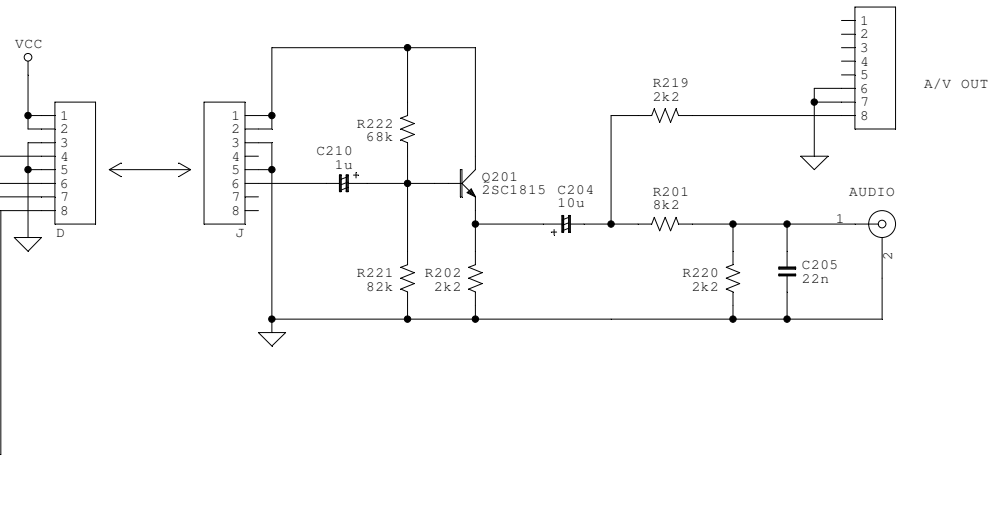 VCC
1
2
3
4
5
6
7
8
D
1
2
3
4
5
6
7
8
J
C210
1u
+
R222
68k
R221
82k
Q201
2SC1815
R202
2k2
C204
10u
+
R219
2k2
R201
8k2
R220
2k2
C205
22n
1
2
3
4
5
6
7
8
A/V OUT
AUDIO
1
2